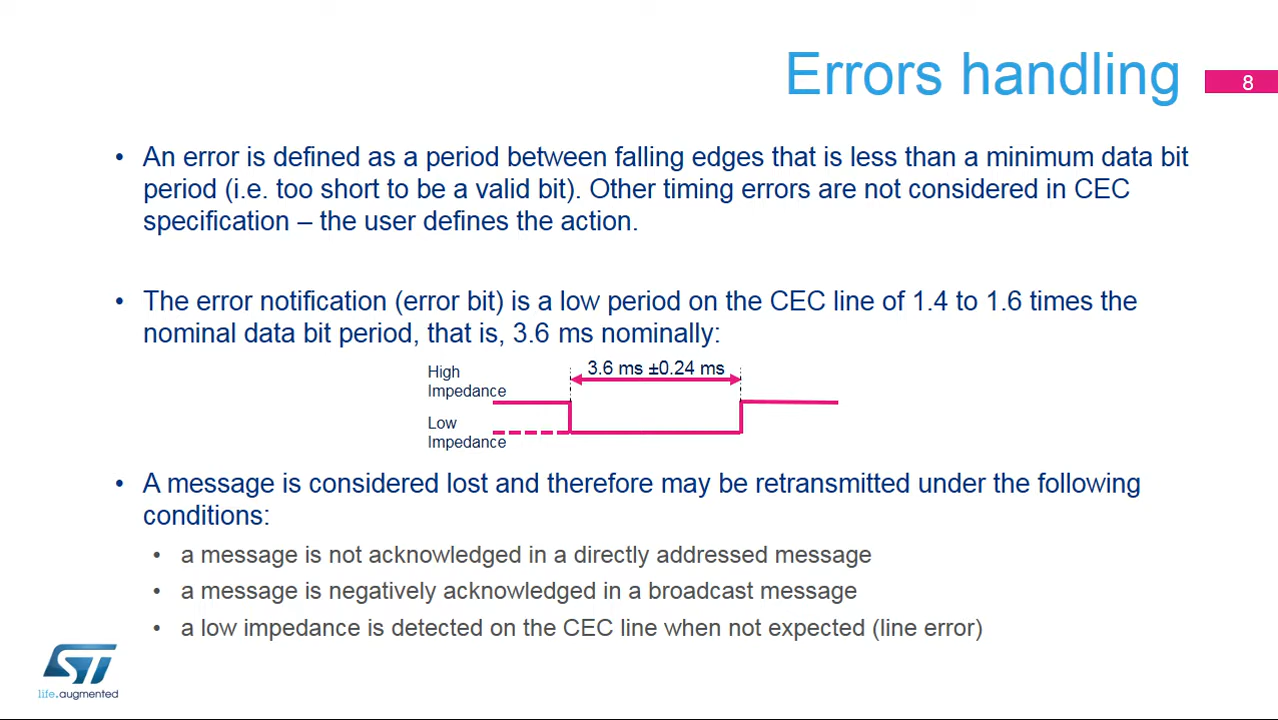 Errors handling
8
• An error is defined as a period between falling edges that is less than a minimum data bit
period (i.e. too short to be a valid bit). Other timing errors are not considered in CEC
specification – the user defines the action.
• The error notification (error bit) is a low period on the CEC line of 1.4 to 1.6 times the
nominal data bit period, that is, 3.6 ms nominally:
High
Impedance
3.6 ms ±0.24 ms
Low
Impedance
• A message is considered lost and therefore may be retransmitted under the following
conditions:
• a message is not acknowledged in a directly addressed message
• a message is negatively acknowledged in a broadcast message
• a low impedance is detected on the CEC line when not expected (line error)
ST
life.augmented